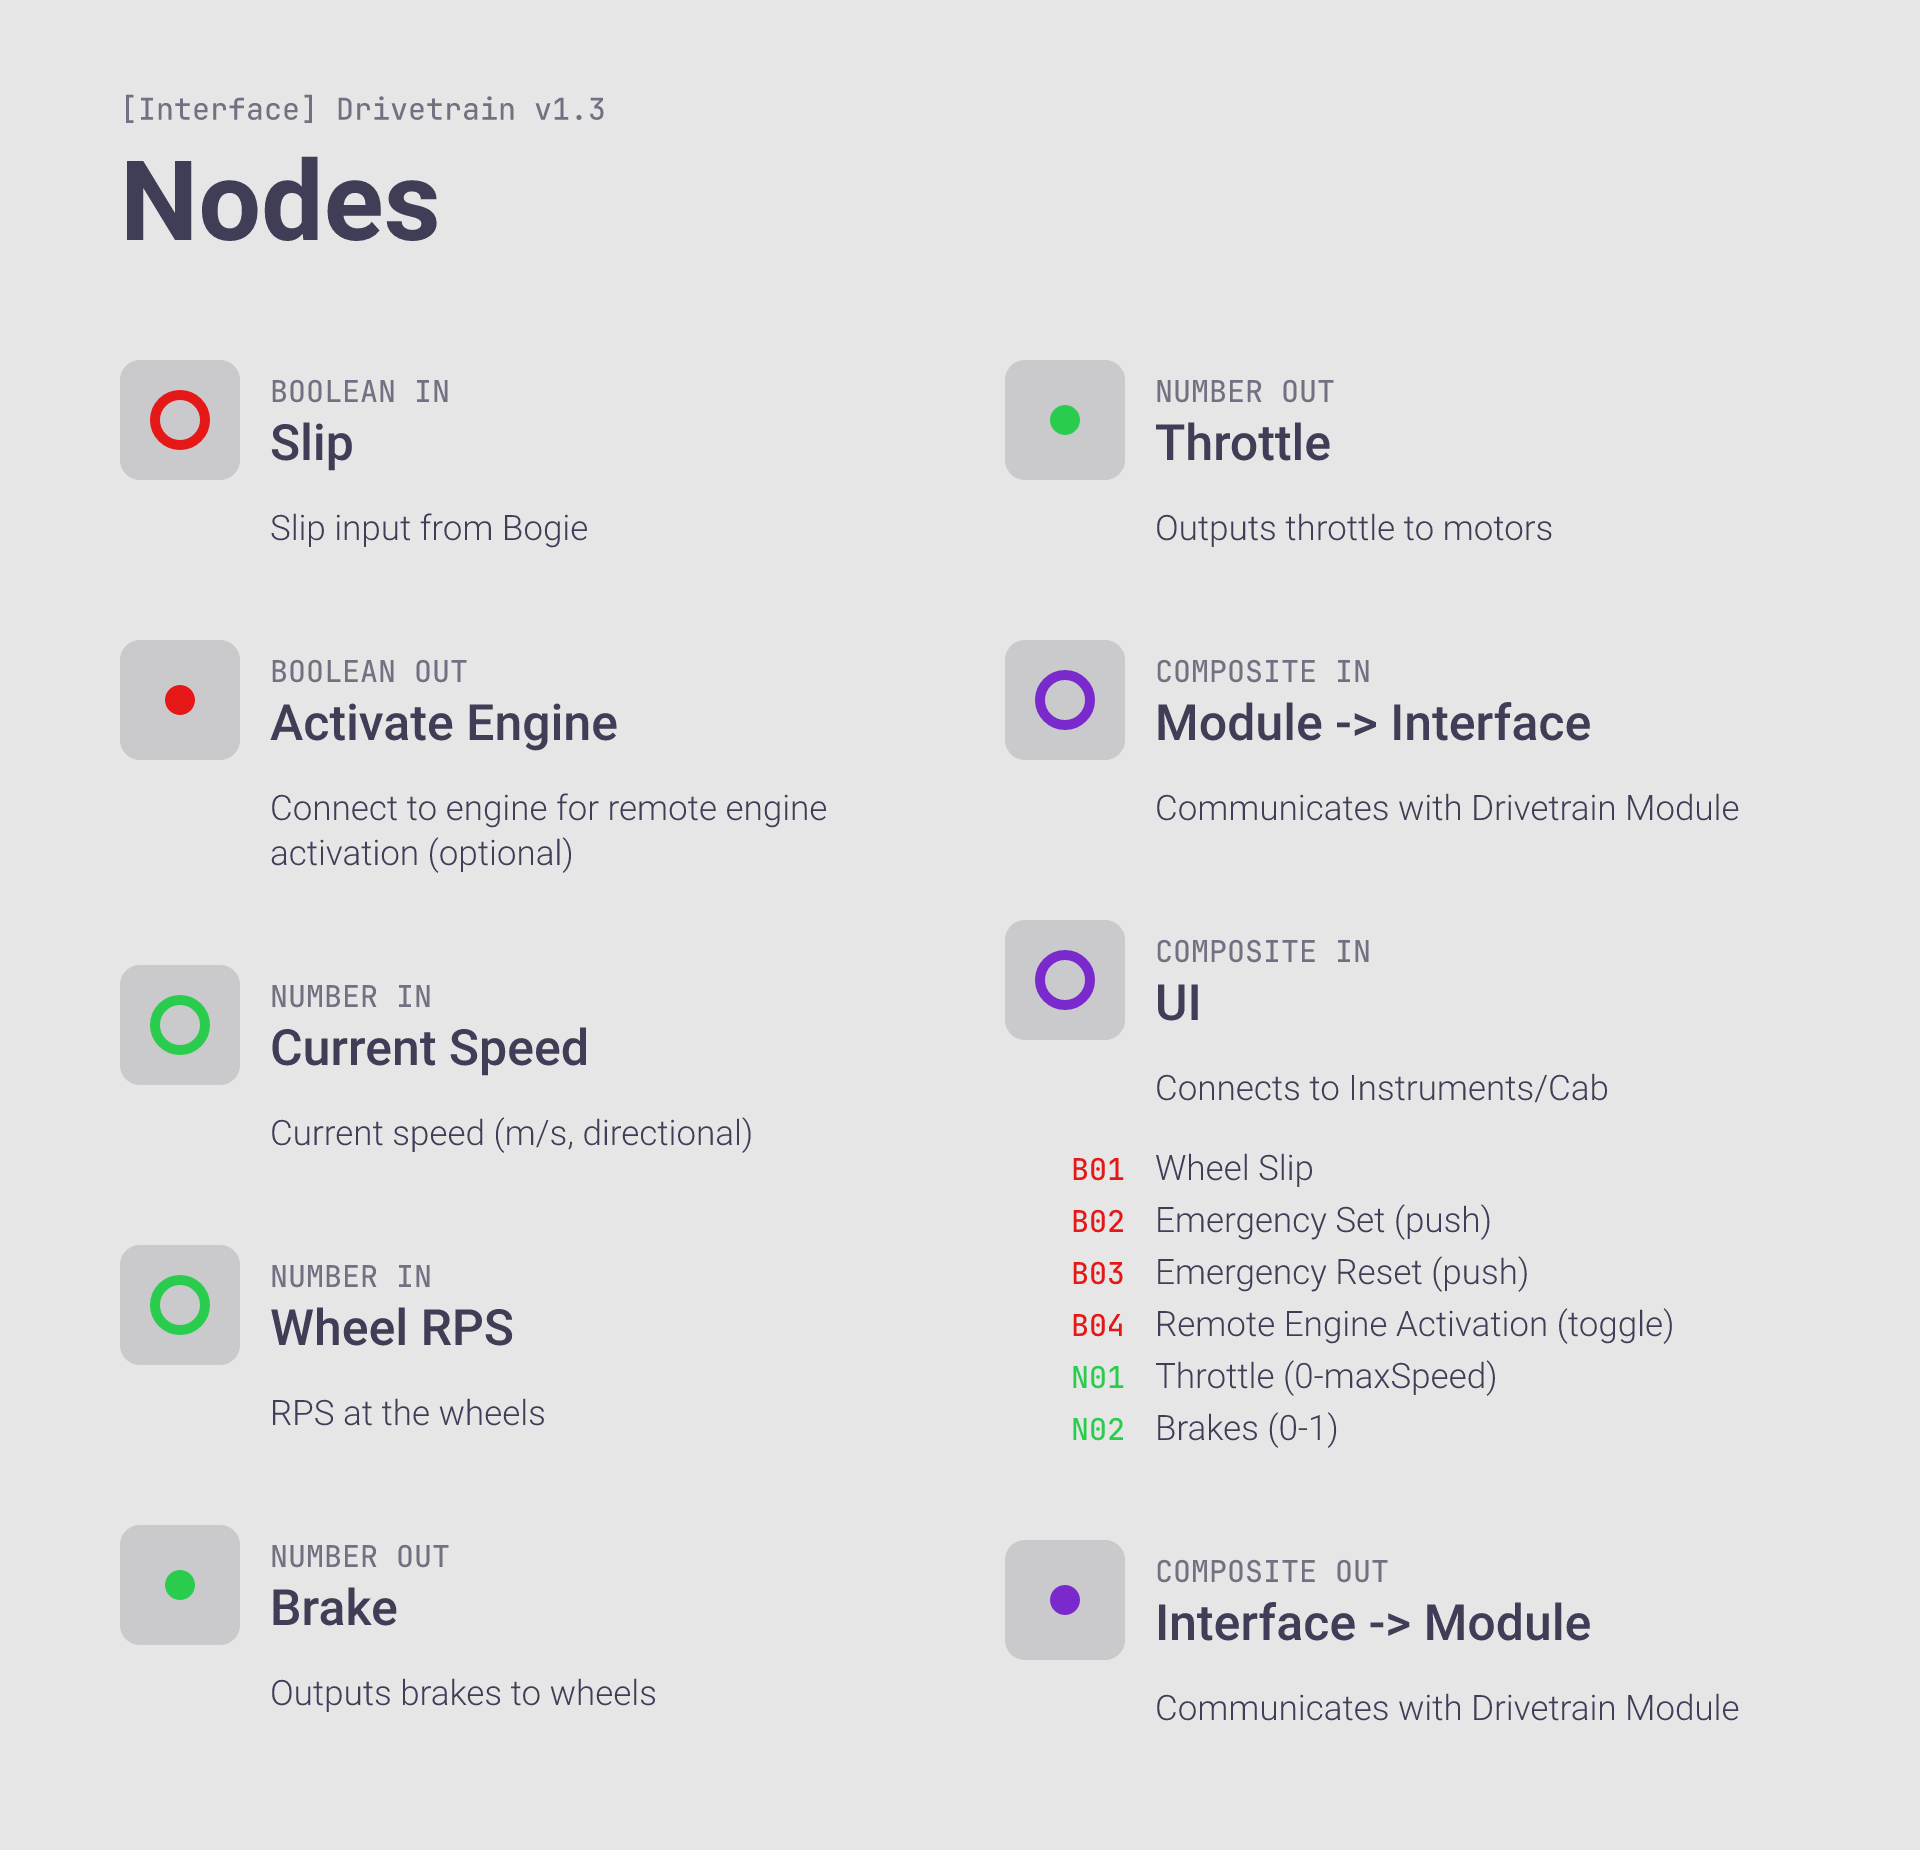 [Interface] Drivetrain v1.3
Nodes
BOOLEAN IN
Slip
Slip input from Bogie
BOOLEAN OUT
Activate Engine
Connect to engine for remote engine
activation (optional)
NUMBER IN
Current Speed
Current speed (m/s, directional)
NUMBER IN
Wheel RPS
RPS at the wheels
NUMBER OUT
Brake
Outputs brakes to wheels
NUMBER OUT
Throttle
Outputs throttle to motors
COMPOSITE IN
Module -> Interface
Communicates with Drivetrain Module
COMPOSITE IN
UI
Connects to Instruments/Cab
B01 Wheel Slip
B02 Emergency Set (push)
B03 Emergency Reset (push)
B04 Remote Engine Activation (toggle)
N01 Throttle (0-maxSpeed)
N02 Brakes (0-1)
COMPOSITE OUT
Interface -> Module
Communicates with Drivetrain Module